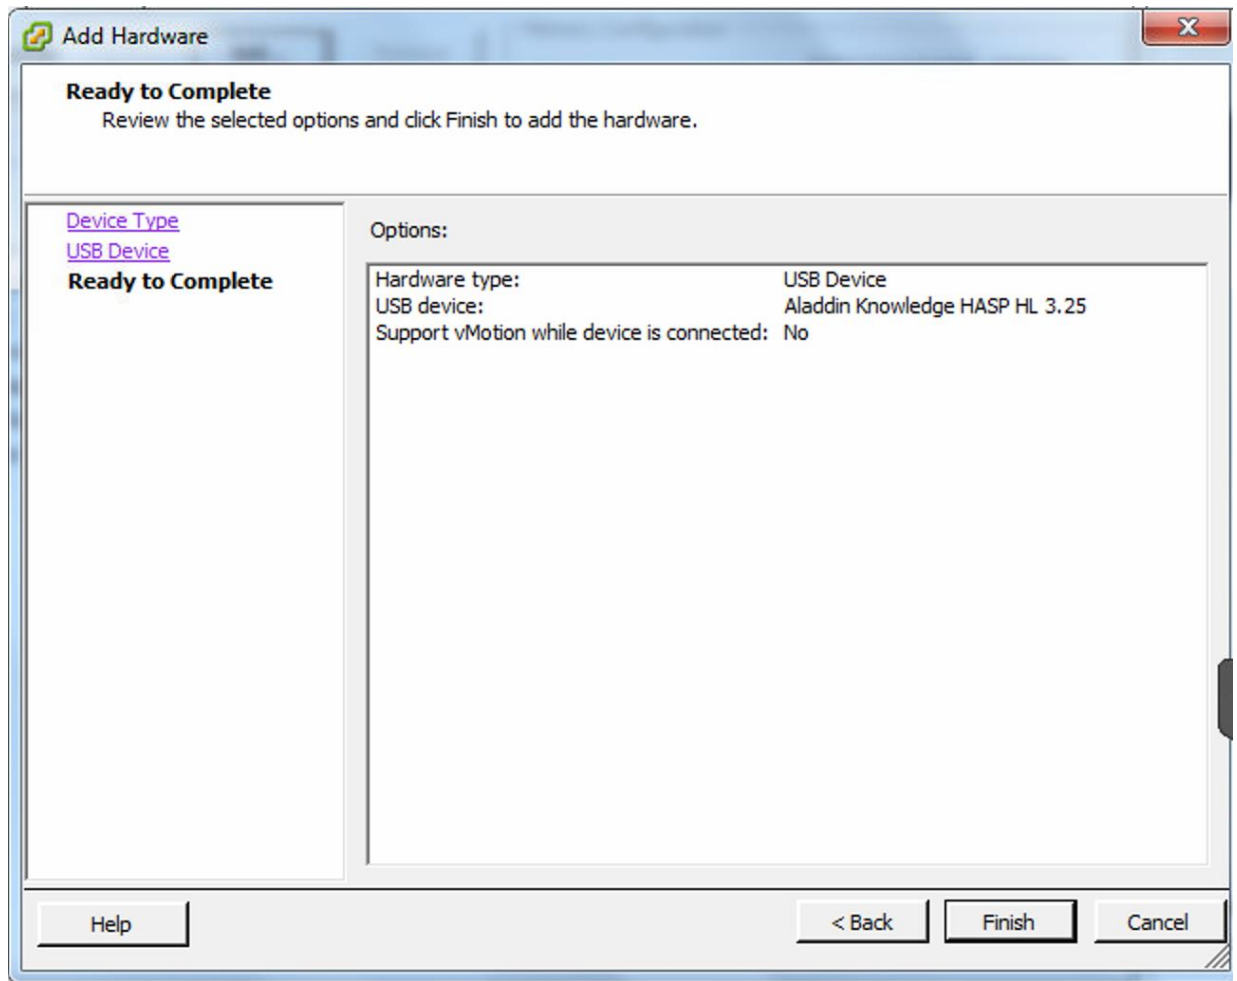 Add Hardware
Ready to Complete
Review the selected options and click Finish to add the hardware.
Device Type
USB Device
Ready to Complete
Options:
Hardware type: USB Device
USB device: Aladdin Knowledge HASP HL 3.25
Support vMotion while device is connected: No
Help
< Back
Finish
Cancel